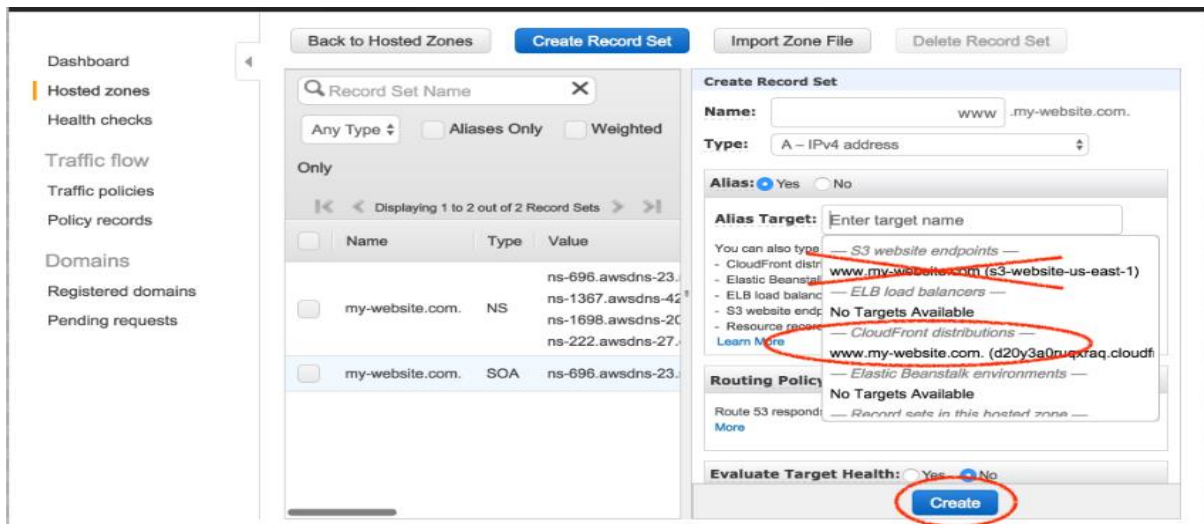 Back to Hosted Zones
Create Record Set
Import Zone File
Delete Record Set
Dashboard
Hosted zones
Health checks
Traffic flow
Traffic policies
Policy records
Domains
Registered domains
Pending requests
Record Set Name
Any Type
Aliases Only
Weighted
Only
Displaying 1 to 2 out of 2 Record Sets
Name Type Value
my-website.com. NS
ns-696.awsdns-23.
ns-1367.awsdns-42
ns-1698.awsdns-20
ns-222.awsdns-27.
my-website.com. SOA ns-696.awsdns-23.
Create Record Set
Name: www .my-website.com.
Type: A – IPv4 address
Alias: Yes No
Alias Target: Enter target name
You can also type
- CloudFront distr
- Elastic Beanstal
- ELB load balanc
- S3 website endp
- Resource recor
Learn More
— S3 website endpoints —
www.my-website.com (s3-website-us-east-1)
— ELB load balancers —
No Targets Available
— CloudFront distributions —
www.my-website.com. (d20y3a0ruqxraq.cloudf
— Elastic Beanstalk environments —
No Targets Available
— Record sets in this hosted zone —
Routing Policy
Route 53 respond
More
Evaluate Target Health: Yes No
Create